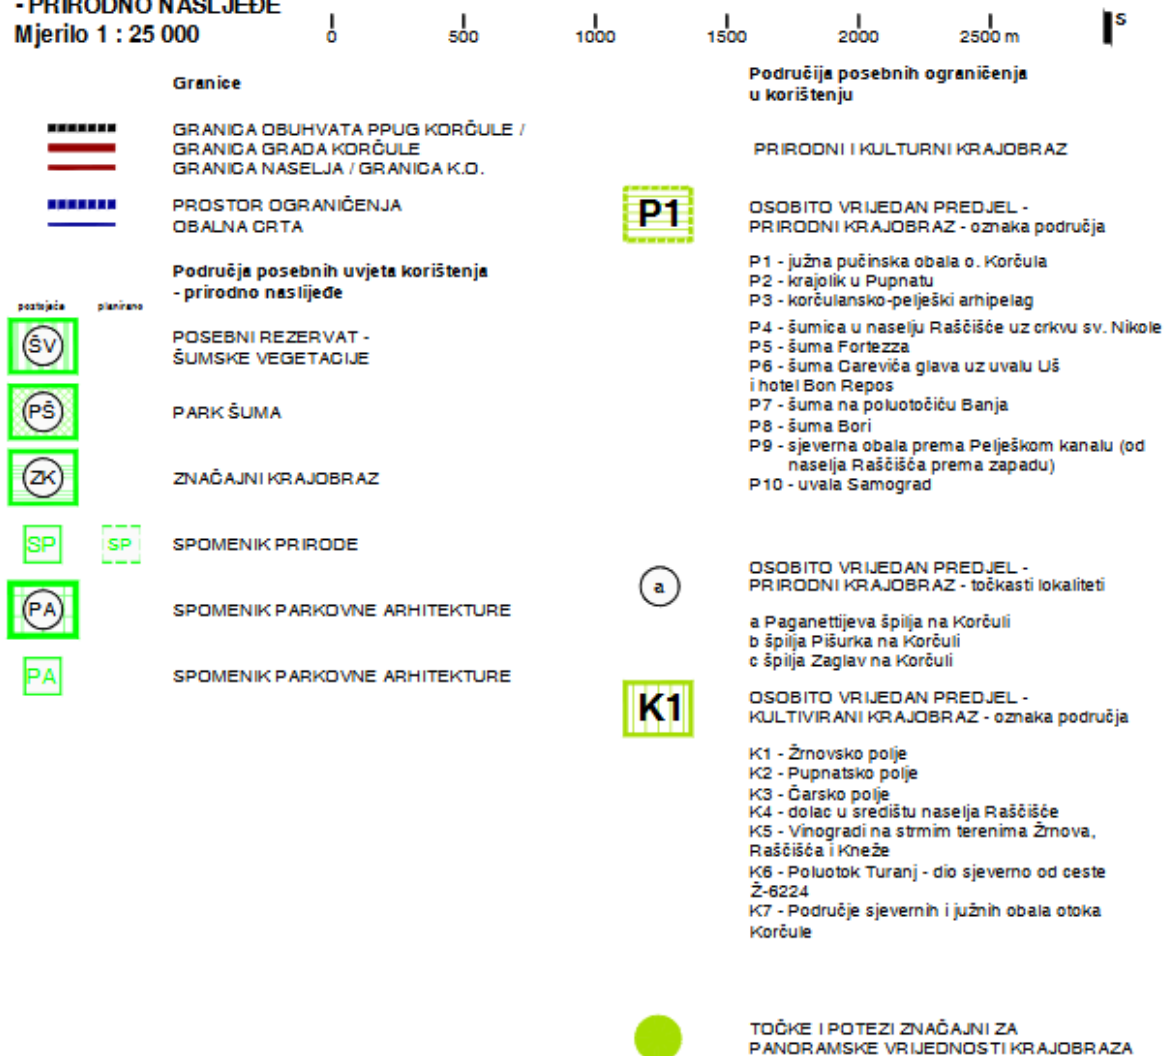 - PRIRODNO NASLJEĐE
Mjerilo 1 : 25 000
0 500 1000 1500 2000 2500 m
S
Granice
GRANICA OBUHVATA PPUG KORČULE /
GRANICA GRADA KORČULE
GRANICA NASELJA / GRANICA K.O.
PROSTOR OGRANIČENJA
OBALNA CRTA
Područja posebnih uvjeta korištenja
- prirodno naslijeđe
postojeće planirano
ŠV
POSEBNI REZERVAT -
ŠUMSKE VEGETACIJE
PŠ
PARK ŠUMA
ZK
ZNAČAJNI KRAJOBRAZ
SP SP
SPOMENIK PRIRODE
PA
SPOMENIK PARKOVNE ARHITEKTURE
PA
SPOMENIK PARKOVNE ARHITEKTURE
Područija posebnih ograničenja
u korištenju
PRIRODNI I KULTURNI KRAJOBRAZ
P1
OSOBITO VRIJEDAN PREDJEL -
PRIRODNI KRAJOBRAZ - oznaka područja
P1 - južna pučinska obala o. Korčula
P2 - krajolik u Pupnatu
P3 - korčulansko-pelješki arhipelag
P4 - šumica u naselju Raščišće uz crkvu sv. Nikole
P5 - šuma Fortezza
P6 - šuma Carevića glava uz uvalu Uš
i hotel Bon Repos
P7 - šuma na poluotočiću Banja
P8 - šuma Bori
P9 - sjeverna obala prema Pelješkom kanalu (od
naselja Raščišća prema zapadu)
P10 - uvala Samograd
a
OSOBITO VRIJEDAN PREDJEL -
PRIRODNI KRAJOBRAZ - točkasti lokaliteti
a Paganettijeva špilja na Korčuli
b špilja Pišurka na Korčuli
c špilja Zaglav na Korčuli
K1
OSOBITO VRIJEDAN PREDJEL -
KULTIVIRANI KRAJOBRAZ - oznaka područja
K1 - Žrnovsko polje
K2 - Pupnatsko polje
K3 - Čarsko polje
K4 - dolac u središtu naselja Raščišće
K5 - Vinogradi na strmim terenima Žrnova,
Raščišća i Kneže
K6 - Poluotok Turanj - dio sjeverno od ceste
Ž-6224
K7 - Područje sjevernih i južnih obala otoka
Korčule
TOČKE I POTEZI ZNAČAJNI ZA
PANORAMSKE VRIJEDNOSTI KRAJOBRAZA